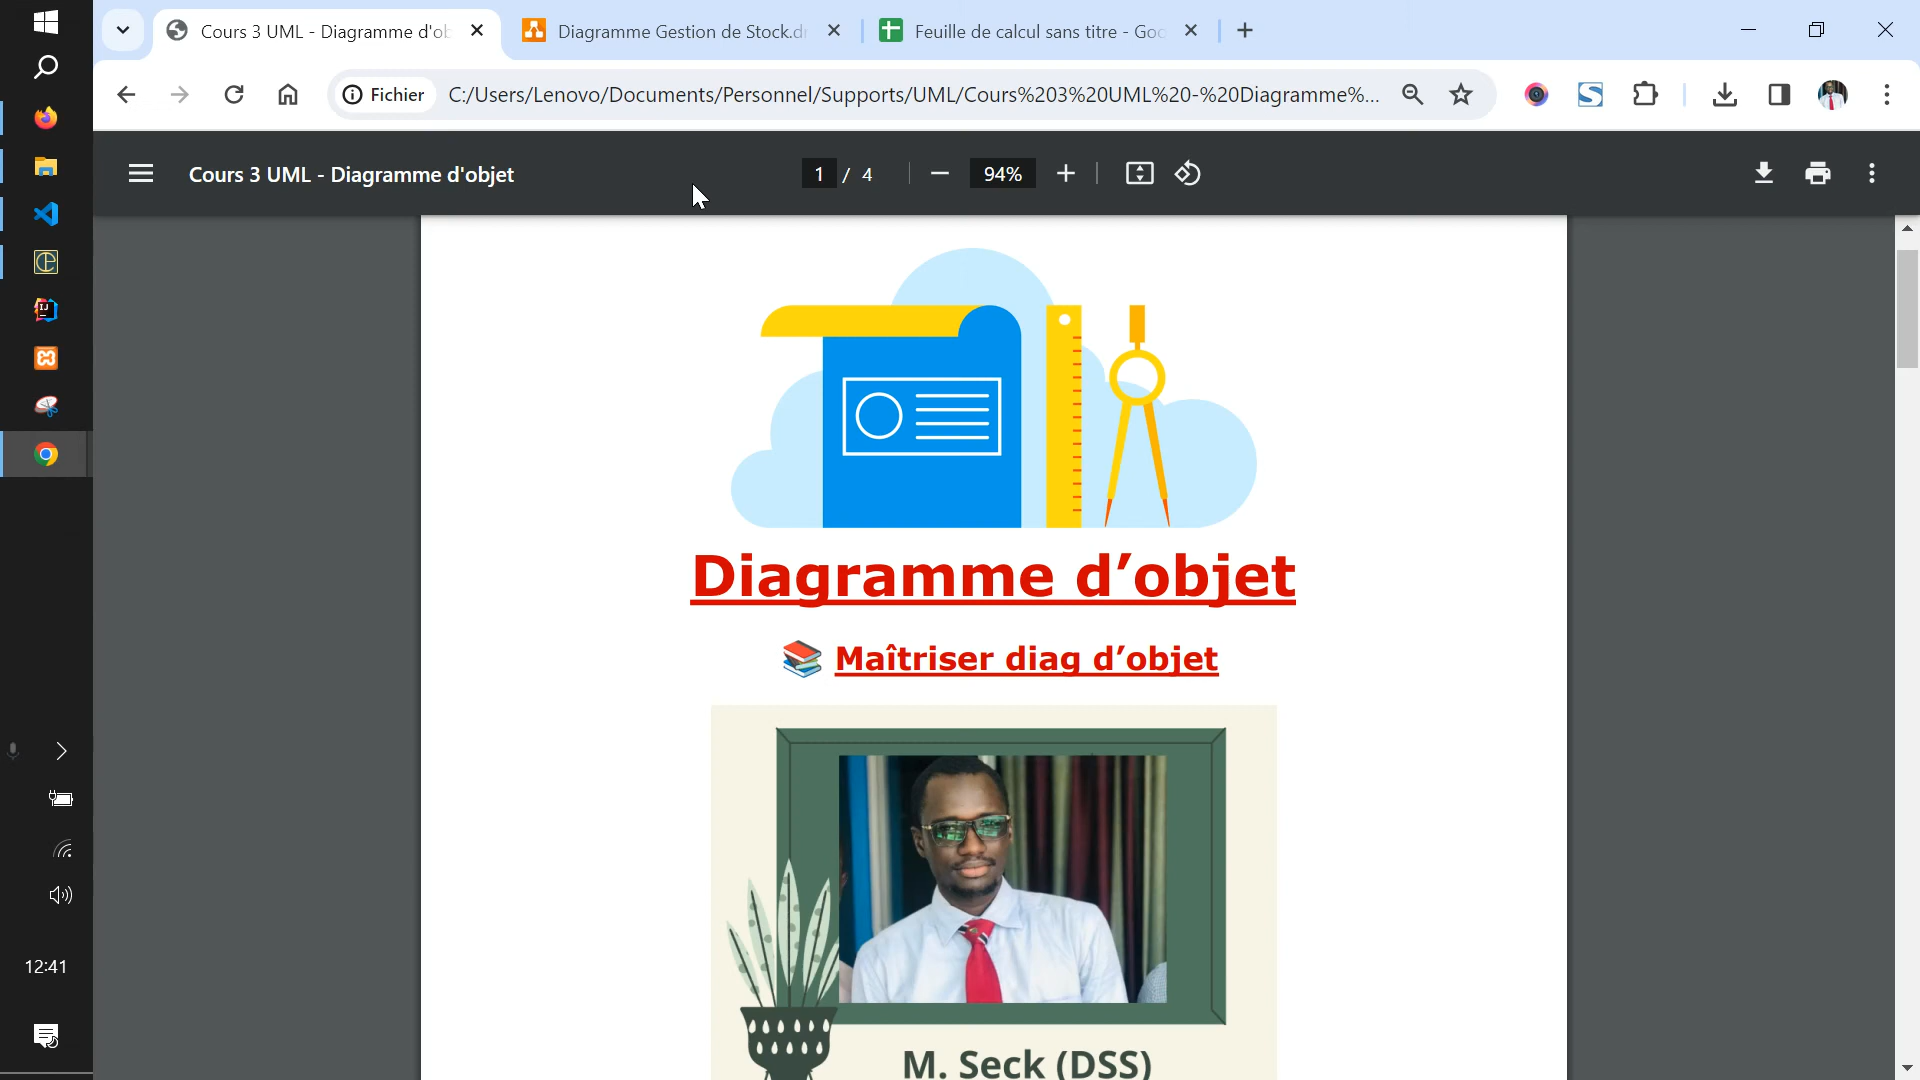 Cours 3 UML - Diagramme d'ob
Diagramme Gestion de Stock.dr
Feuille de calcul sans titre - Goo
Fichier
C:/Users/Lenovo/Documents/Personnel/Supports/UML/Cours%203%20UML%20-%20Diagramme%...
Cours 3 UML - Diagramme d'objet
1 / 4
94%
Diagramme d’objet
Maîtriser diag d’objet
M. Seck (DSS)
12:41